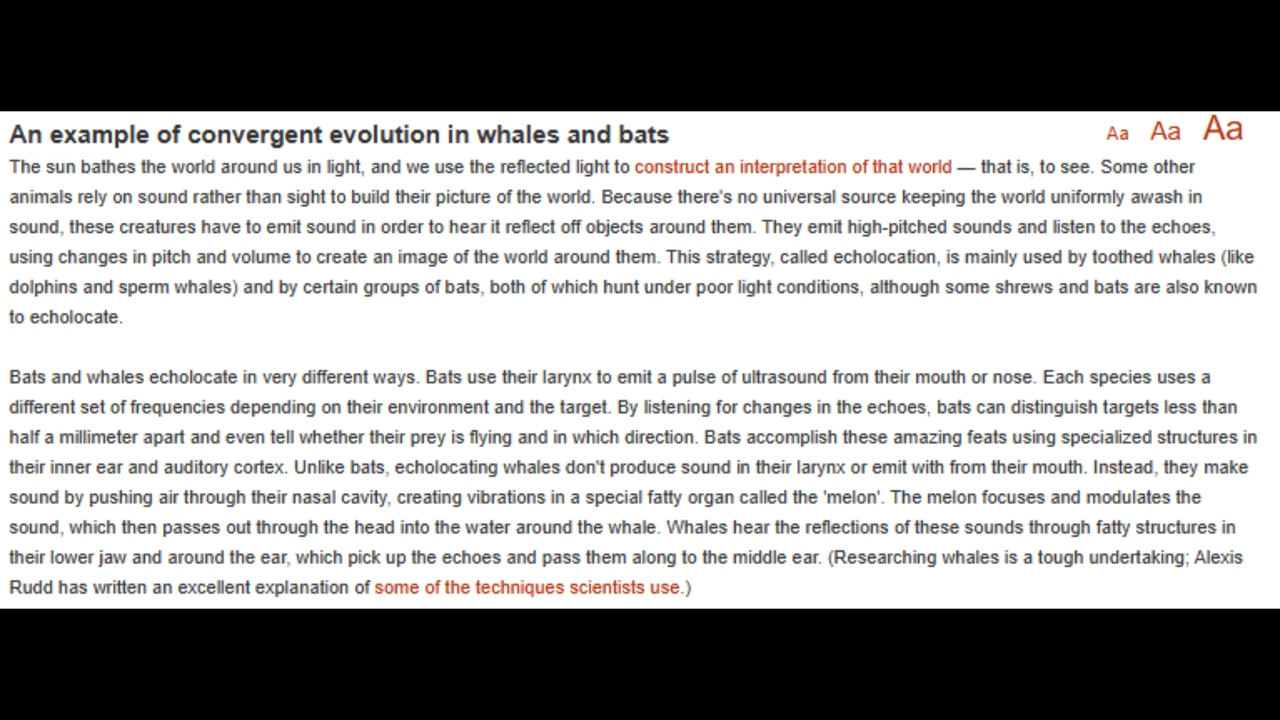 An example of convergent evolution in whales and bats
Aa Aa Aa
The sun bathes the world around us in light, and we use the reflected light to construct an interpretation of that world — that is, to see. Some other
animals rely on sound rather than sight to build their picture of the world. Because there's no universal source keeping the world uniformly awash in
sound, these creatures have to emit sound in order to hear it reflect off objects around them. They emit high-pitched sounds and listen to the echoes,
using changes in pitch and volume to create an image of the world around them. This strategy, called echolocation, is mainly used by toothed whales (like
dolphins and sperm whales) and by certain groups of bats, both of which hunt under poor light conditions, although some shrews and bats are also known
to echolocate.
Bats and whales echolocate in very different ways. Bats use their larynx to emit a pulse of ultrasound from their mouth or nose. Each species uses a
different set of frequencies depending on their environment and the target. By listening for changes in the echoes, bats can distinguish targets less than
half a millimeter apart and even tell whether their prey is flying and in which direction. Bats accomplish these amazing feats using specialized structures in
their inner ear and auditory cortex. Unlike bats, echolocating whales don't produce sound in their larynx or emit with from their mouth. Instead, they make
sound by pushing air through their nasal cavity, creating vibrations in a special fatty organ called the 'melon'. The melon focuses and modulates the
sound, which then passes out through the head into the water around the whale. Whales hear the reflections of these sounds through fatty structures in
their lower jaw and around the ear, which pick up the echoes and pass them along to the middle ear. (Researching whales is a tough undertaking; Alexis
Rudd has written an excellent explanation of some of the techniques scientists use.)